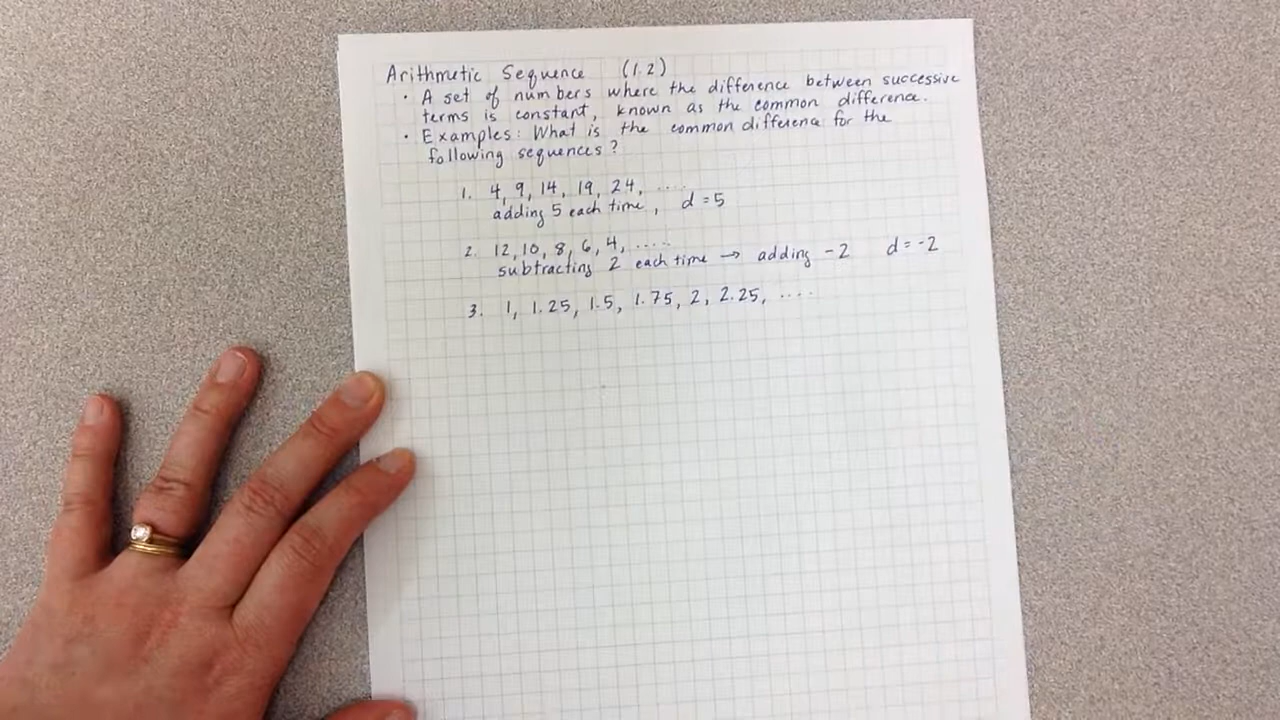 Arithmetic Sequence (1.2)
• A set of numbers where the difference between successive
terms is constant, known as the common difference.
• Examples: What is the common difference for the
following sequences?
1. 4, 9, 14, 19, 24, ....
adding 5 each time, d = 5
2. 12, 10, 8, 6, 4, .....
subtracting 2 each time → adding -2 d = -2
3. 1, 1.25, 1.5, 1.75, 2, 2.25, ....